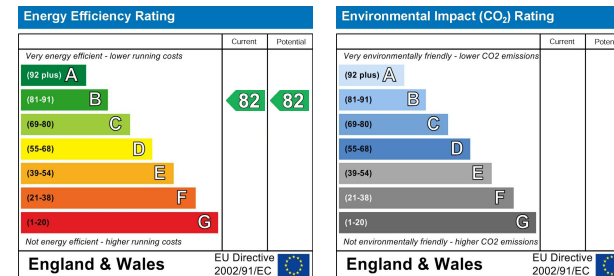 Energy Efficiency Rating
Current Potential
Very energy efficient - lower running costs
(92 plus) A
(81-91) B 82 82
(69-80) C
(55-68) D
(39-54) E
(21-38) F
(1-20) G
Not energy efficient - higher running costs
England & Wales EU Directive
2002/91/EC
Environmental Impact (CO₂) Rating
Current Poten
Very environmentally friendly - lower CO2 emissions
(92 plus) A
(81-91) B
(69-80) C
(55-68) D
(39-54) E
(21-38) F
(1-20) G
Not environmentally friendly - higher CO2 emissions
England & Wales EU Directive
2002/91/EC